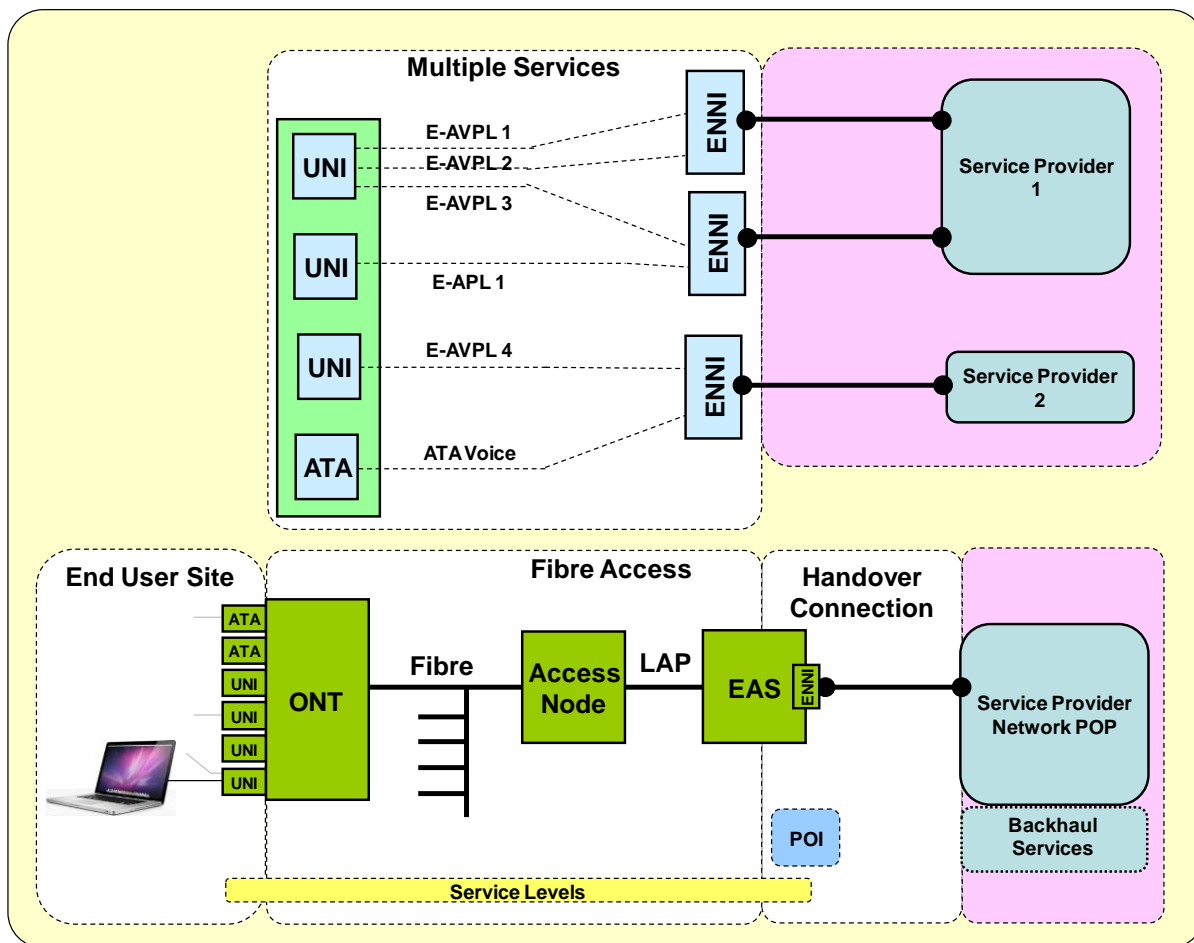 Multiple Services
UNI
E-AVPL 1
E-AVPL 2
E-AVPL 3
ENNI
Service Provider
1
UNI
E-APL 1
ENNI
UNI
E-AVPL 4
ENNI
Service Provider
2
ATA
ATA Voice
End User Site
Fibre Access
Handover
Connection
ATA
ATA
UNI
UNI
UNI
UNI
ONT
Fibre
Access
Node
LAP
EAS
ENNI
Service Provider
Network POP
POI
Backhaul
Services
Service Levels